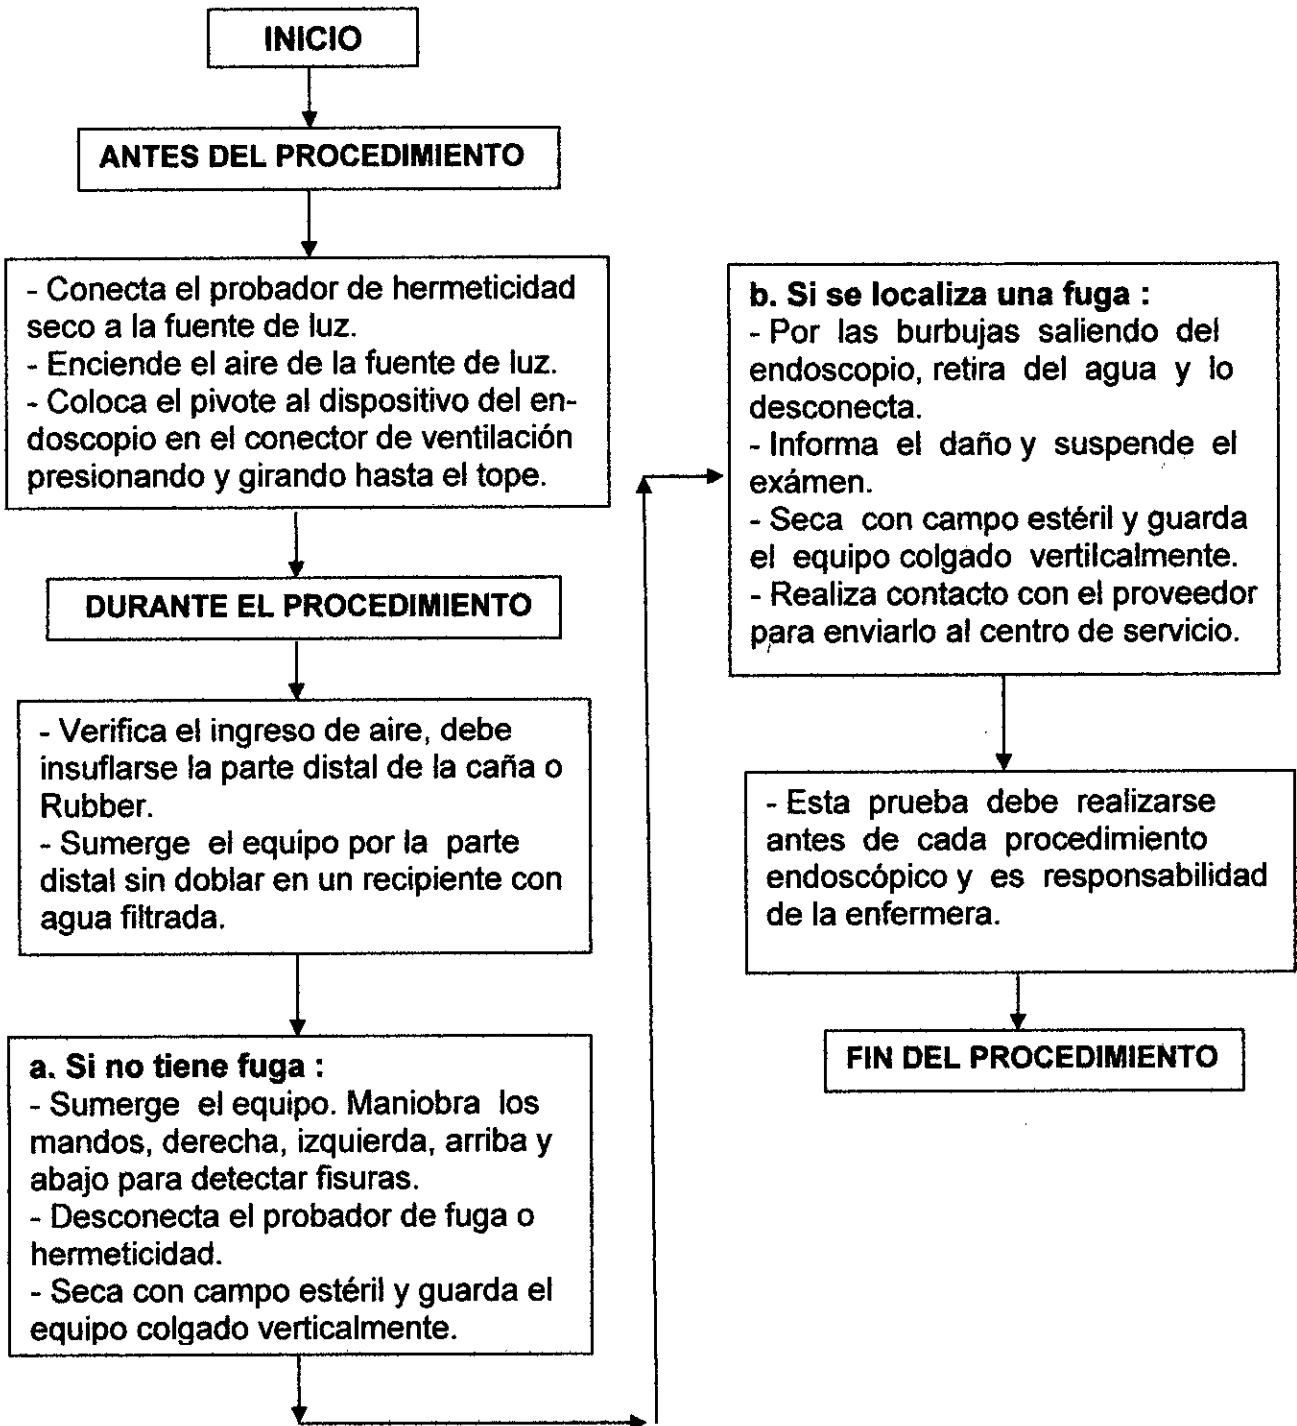 INICIO
ANTES DEL PROCEDIMIENTO
- Conecta el probador de hermeticidad
seco a la fuente de luz.
- Enciende el aire de la fuente de luz.
- Coloca el pivote al dispositivo del en-
doscopio en el conector de ventilación
presionando y girando hasta el tope.
DURANTE EL PROCEDIMIENTO
- Verifica el ingreso de aire, debe
insuflarse la parte distal de la caña o
Rubber.
- Sumerge el equipo por la parte
distal sin doblar en un recipiente con
agua filtrada.
a. Si no tiene fuga :
- Sumerge el equipo. Maniobra los
mandos, derecha, izquierda, arriba y
abajo para detectar fisuras.
- Desconecta el probador de fuga o
hermeticidad.
- Seca con campo estéril y guarda el
equipo colgado verticalmente.
b. Si se localiza una fuga :
- Por las burbujas saliendo del
endoscopio, retira del agua y lo
desconecta.
- Informa el daño y suspende el
exámen.
- Seca con campo estéril y guarda
el equipo colgado vertilcalmente.
- Realiza contacto con el proveedor
para enviarlo al centro de servicio.
- Esta prueba debe realizarse
antes de cada procedimiento
endoscópico y es responsabilidad
de la enfermera.
FIN DEL PROCEDIMIENTO